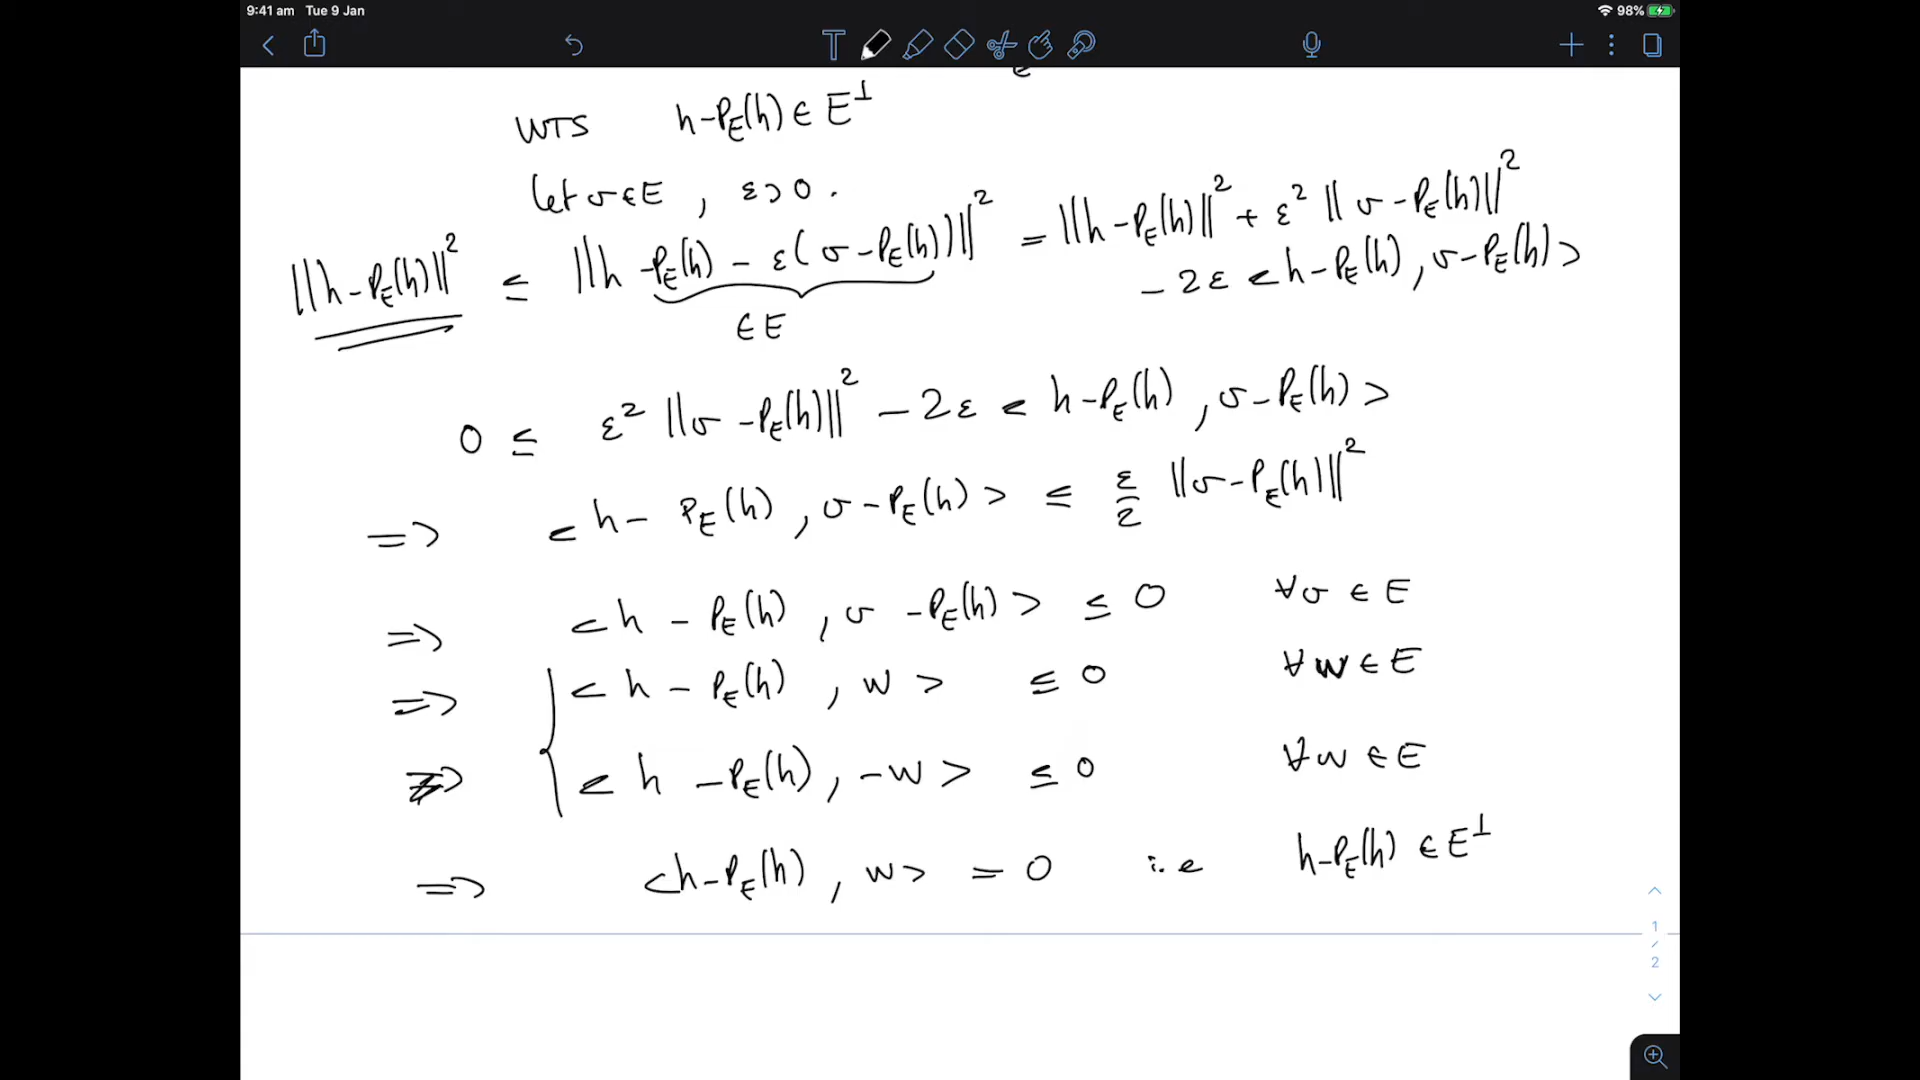 9:41 am Tue 9 Jan 98%
WTS h-P_E(h) ∈ E^⊥
let v ∈ E , ε > 0 .
||h-P_E(h)||^2 ≤ ||h -P_E(h) - ε(v-P_E(h))||^2 = ||h-P_E(h)||^2 + ε^2 ||v-P_E(h)||^2
- 2ε <h-P_E(h), v-P_E(h)>
∈ E
0 ≤ ε^2 ||v-P_E(h)||^2 - 2ε <h-P_E(h), v-P_E(h)>
=> <h-P_E(h), v-P_E(h)> ≤ ε/2 ||v-P_E(h)||^2
=> <h-P_E(h), v-P_E(h)> ≤ 0 ∀v ∈ E
=> <h-P_E(h), w> ≤ 0 ∀w ∈ E
=> <h-P_E(h), -w> ≤ 0 ∀w ∈ E
=> <h-P_E(h), w> = 0 i.e h-P_E(h) ∈ E^⊥
1
/
2